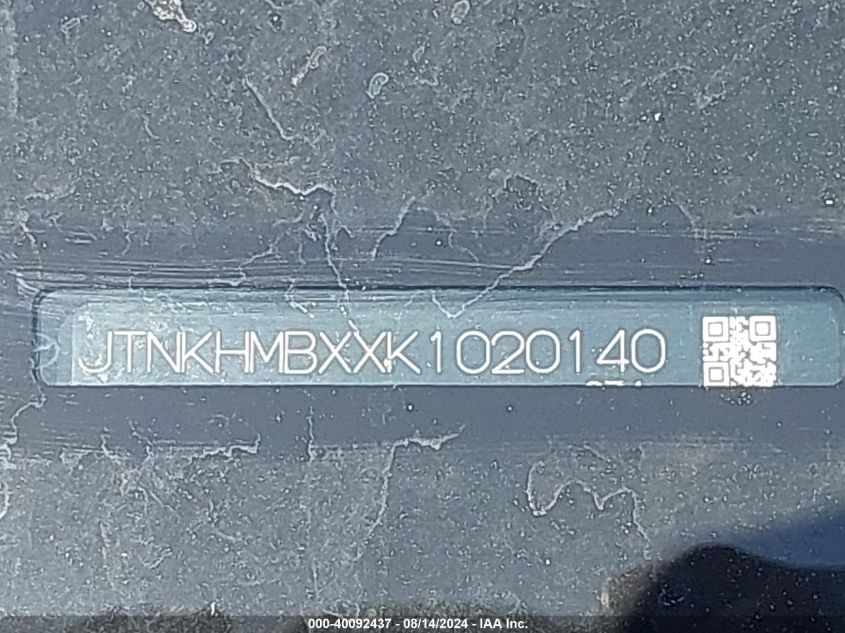 JTNKHMBXXK1020140
000-40092437 - 08/14/2024 - IAA Inc.